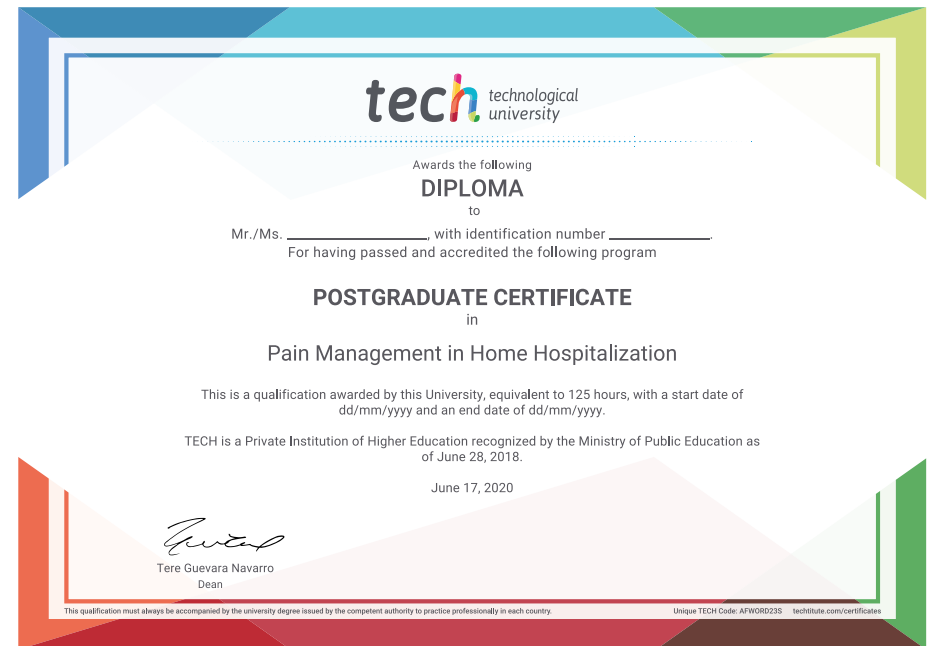 tech technological
university
Awards the following
DIPLOMA
to
Mr./Ms. ____________________, with identification number ______________.
For having passed and accredited the following program
POSTGRADUATE CERTIFICATE
in
Pain Management in Home Hospitalization
This is a qualification awarded by this University, equivalent to 125 hours, with a start date of
dd/mm/yyyy and an end date of dd/mm/yyyy.
TECH is a Private Institution of Higher Education recognized by the Ministry of Public Education as
of June 28, 2018.
June 17, 2020
Tere Guevara Navarro
Dean
This qualification must always be accompanied by the university degree issued by the competent authority to practice professionally in each country.
Unique TECH Code: AFWORD23S techtitute.com/certificates